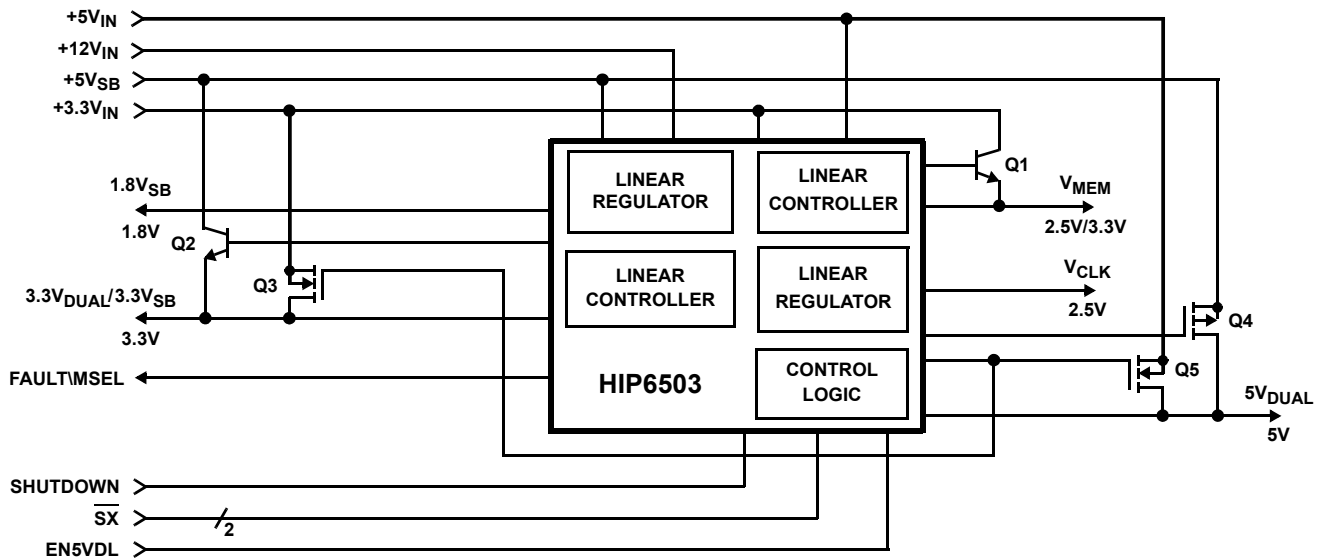 +5VIN
+12VIN
+5VSB
+3.3VIN
LINEAR
REGULATOR
LINEAR
CONTROLLER
Q1
1.8VSB
1.8V
VMEM
2.5V/3.3V
Q2
Q3
LINEAR
CONTROLLER
LINEAR
REGULATOR
VCLK
2.5V
3.3VDUAL/3.3VSB
3.3V
Q4
Q5
FAULT\MSEL
HIP6503
CONTROL
LOGIC
5VDUAL
5V
SHUTDOWN
SX
2
EN5VDL